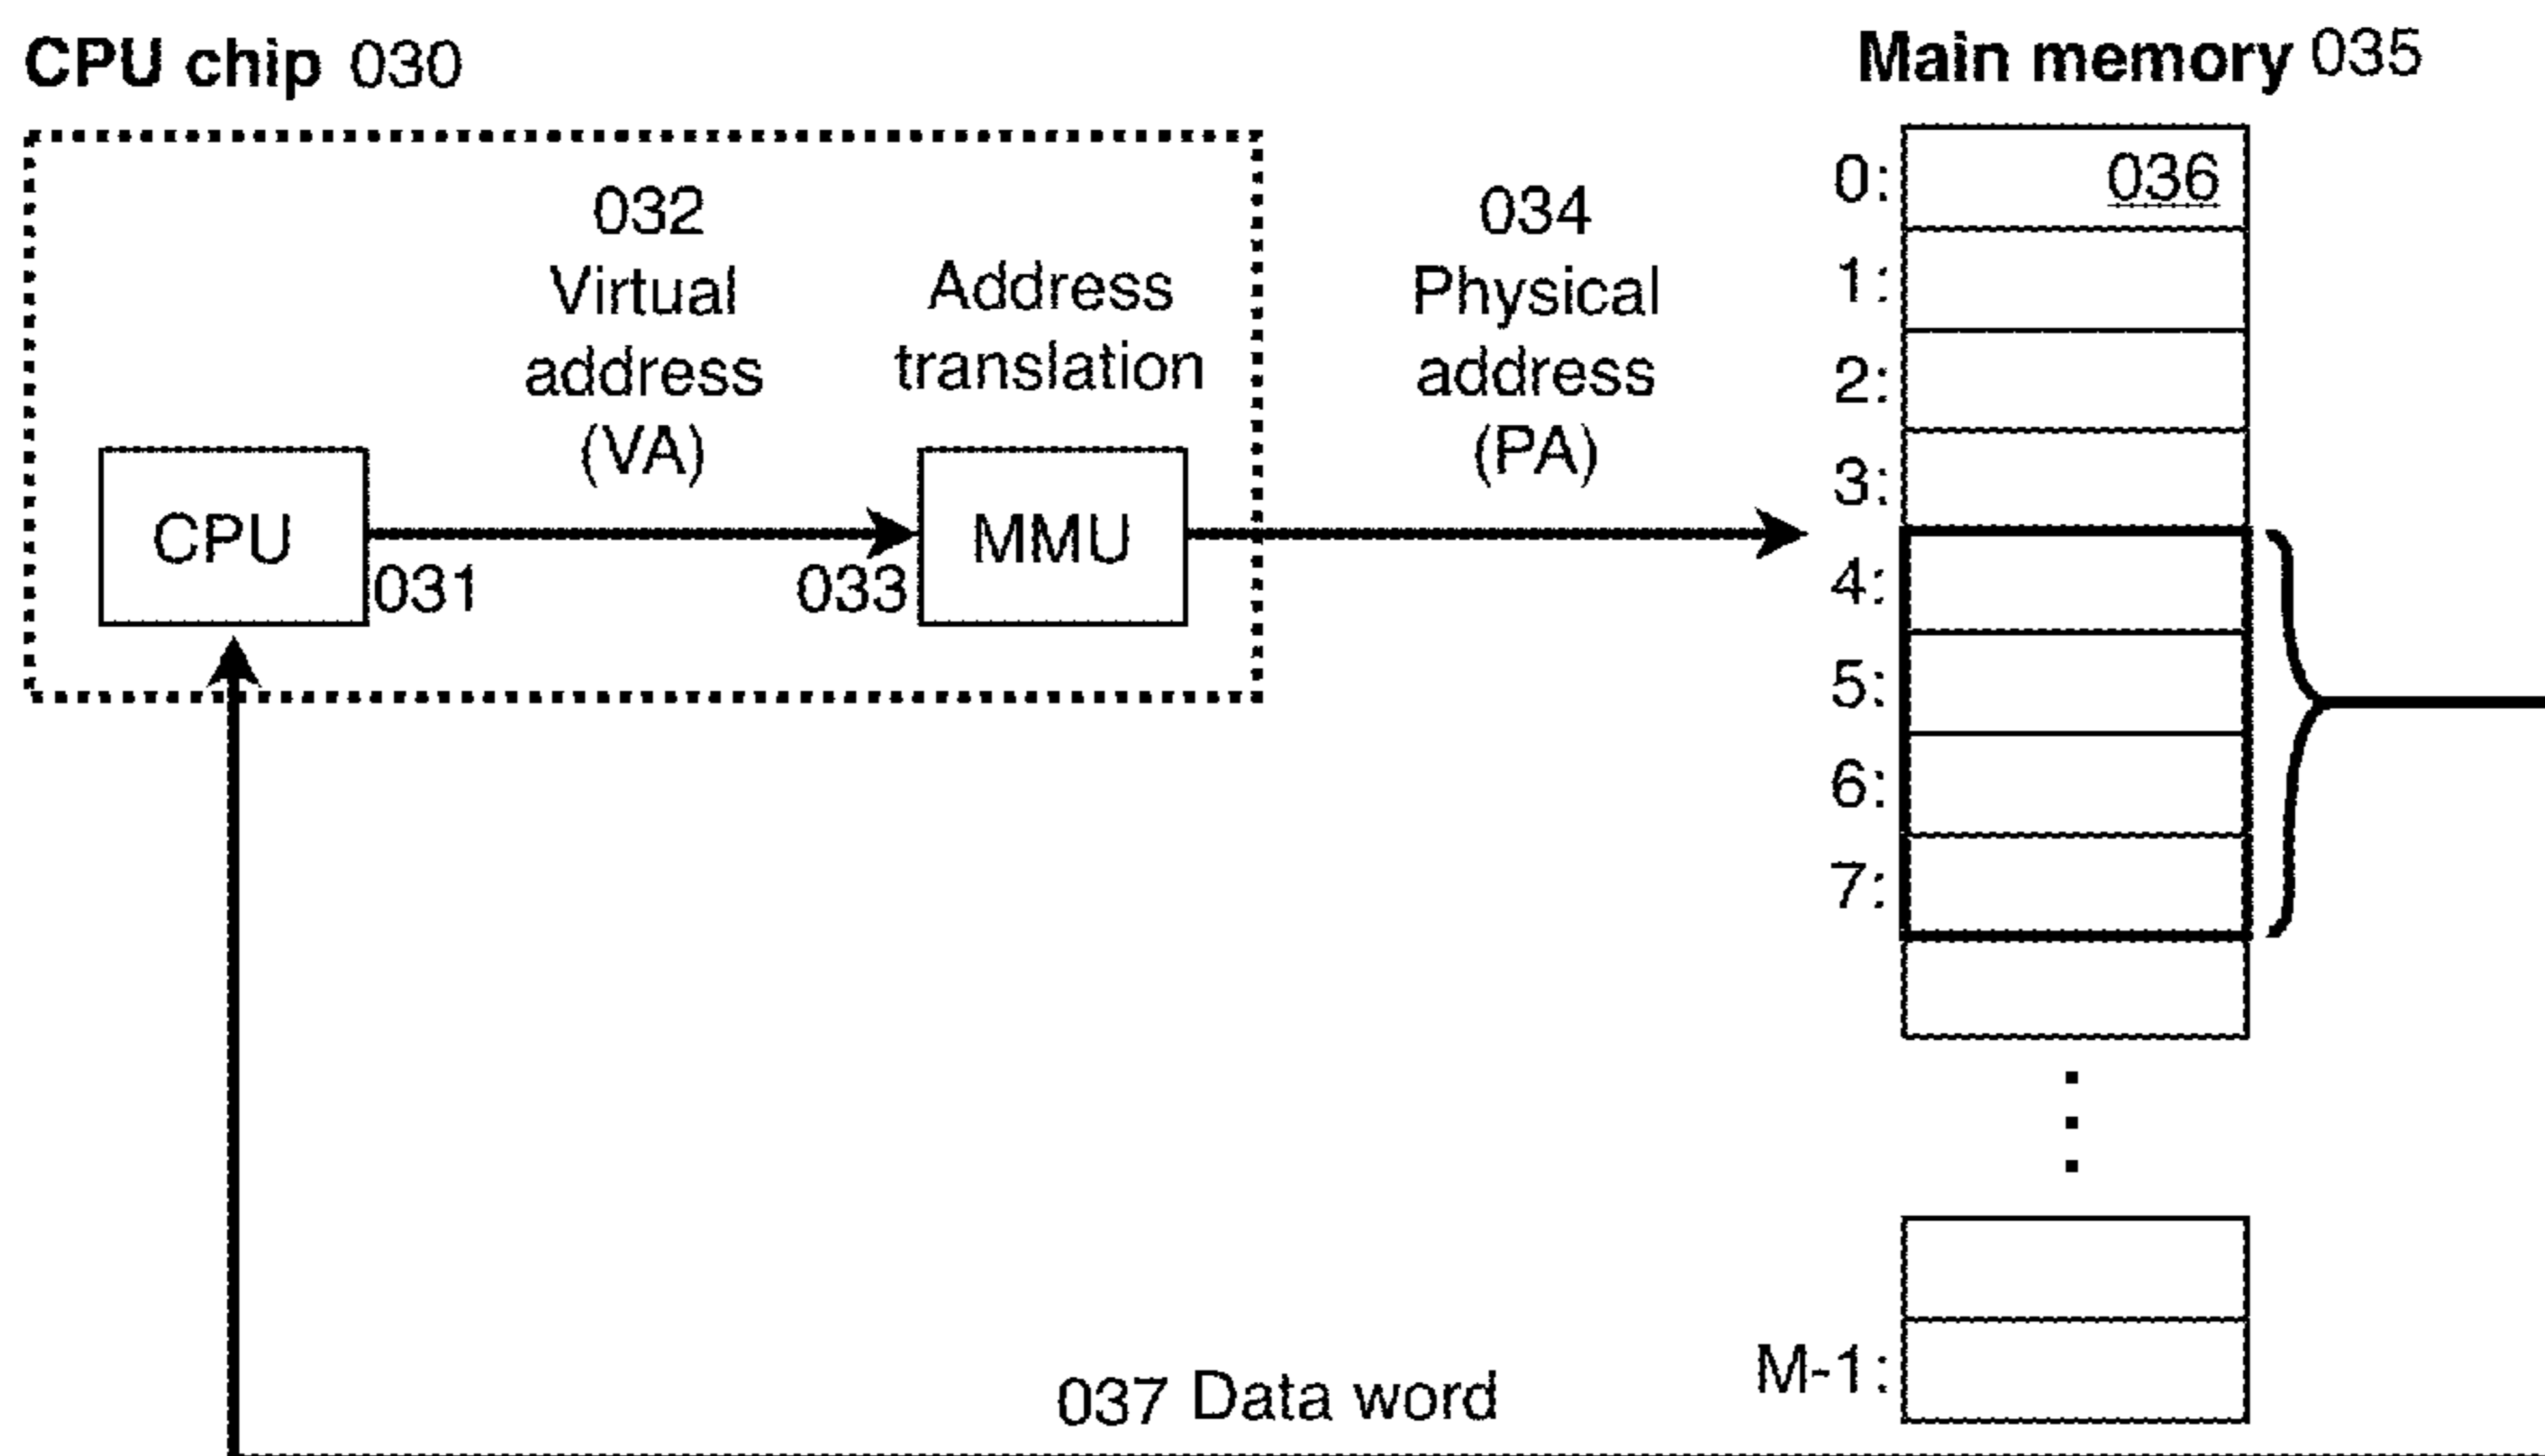 CPU chip 030
Main memory 035
032
Virtual
address
(VA)
Address
translation
034
Physical
address
(PA)
CPU
031
033
MMU
0:
036
1:
2:
3:
4:
5:
6:
7:
M-1:
037 Data word